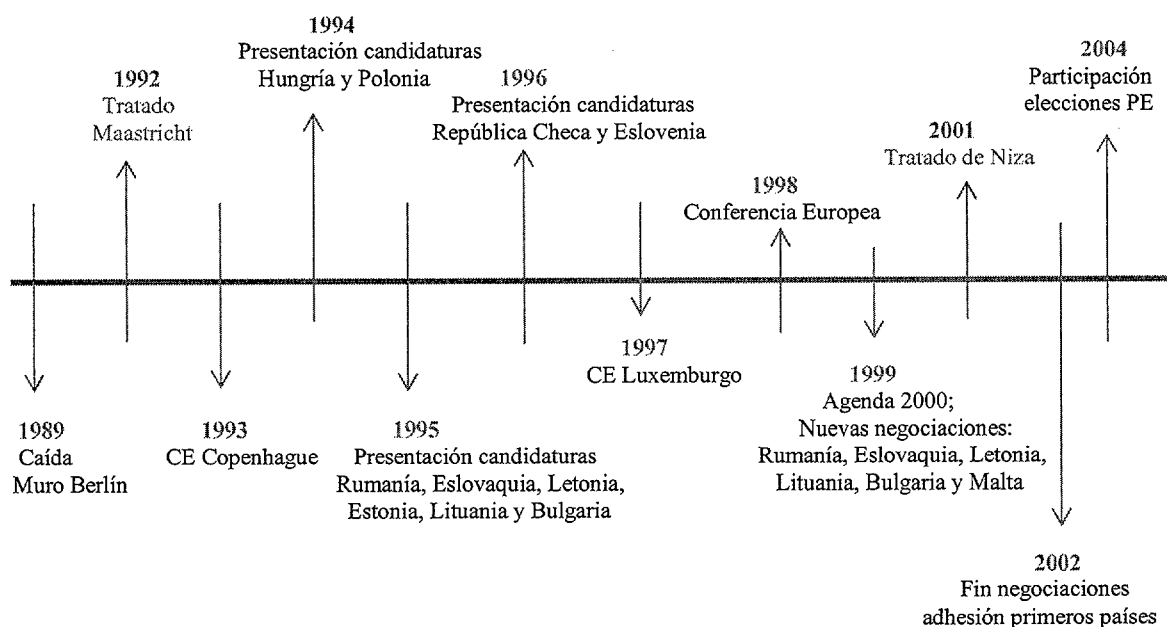 1989
Caída
Muro Berlín
1992
Tratado
Maastricht
1993
CE Copenhague
1994
Presentación candidaturas
Hungría y Polonia
1995
Presentación candidaturas
Rumanía, Eslovaquia, Letonia,
Estonia, Lituania y Bulgaria
1996
Presentación candidaturas
República Checa y Eslovenia
1997
CE Luxemburgo
1998
Conferencia Europea
1999
Agenda 2000;
Nuevas negociaciones:
Rumanía, Eslovaquia, Letonia,
Lituania, Bulgaria y Malta
2001
Tratado de Niza
2002
Fin negociaciones
adhesión primeros países
2004
Participación
elecciones PE